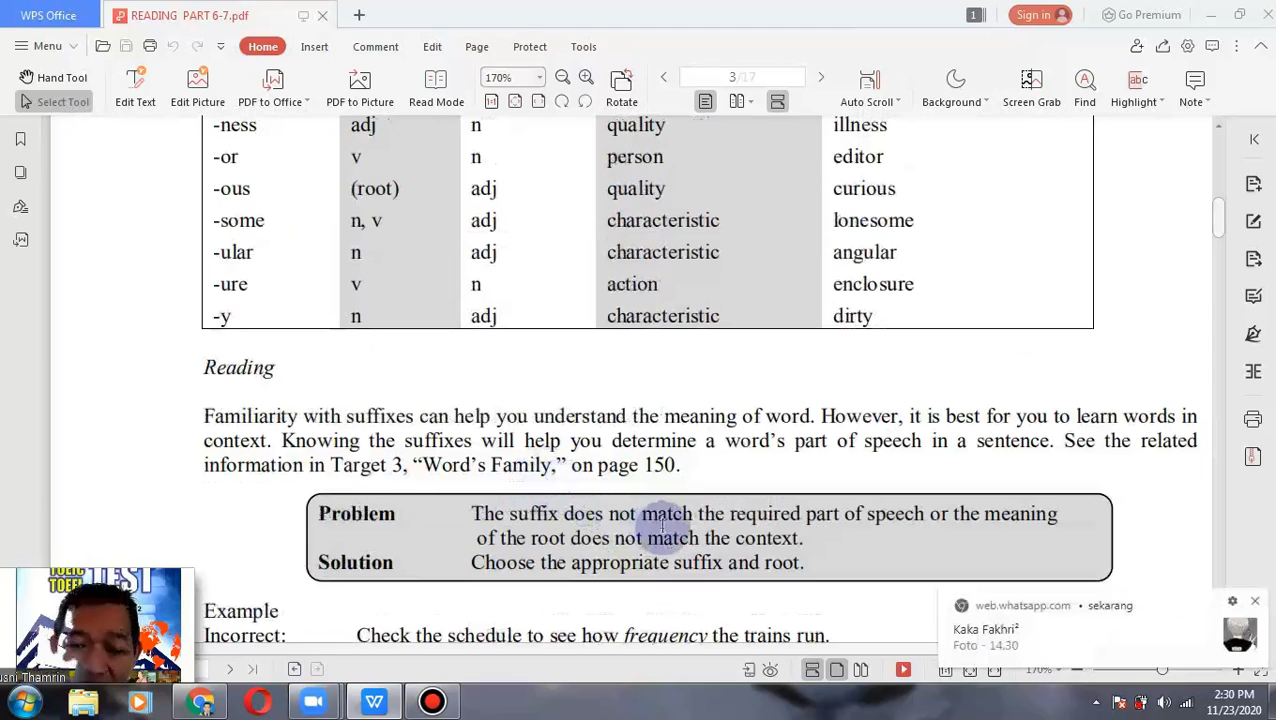 WPS Office
READING PART 6-7.pdf
1
Sign in
Go Premium
Menu
Home
Insert
Comment
Edit
Page
Protect
Tools
Hand Tool
Select Tool
Edit Text
Edit Picture
PDF to Office
PDF to Picture
Read Mode
170%
Rotate
3/17
Auto Scroll
Background
Screen Grab
Find
Highlight
Note
-ness adj n quality illness
-or v n person editor
-ous (root) adj quality curious
-some n, v adj characteristic lonesome
-ular n adj characteristic angular
-ure v n action enclosure
-y n adj characteristic dirty
Reading
Familiarity with suffixes can help you understand the meaning of word. However, it is best for you to learn words in
context. Knowing the suffixes will help you determine a word's part of speech in a sentence. See the related
information in Target 3, “Word's Family,” on page 150.
Problem The suffix does not match the required part of speech or the meaning
of the root does not match the context.
Solution Choose the appropriate suffix and root.
Example
Incorrect: Check the schedule to see how frequency the trains run.
web.whatsapp.com • sekarang
Kaka Fakhri²
Foto - 14.30
TOEIC
TOEFL
TEST
usni Thamrin
170%
2:30 PM
11/23/2020